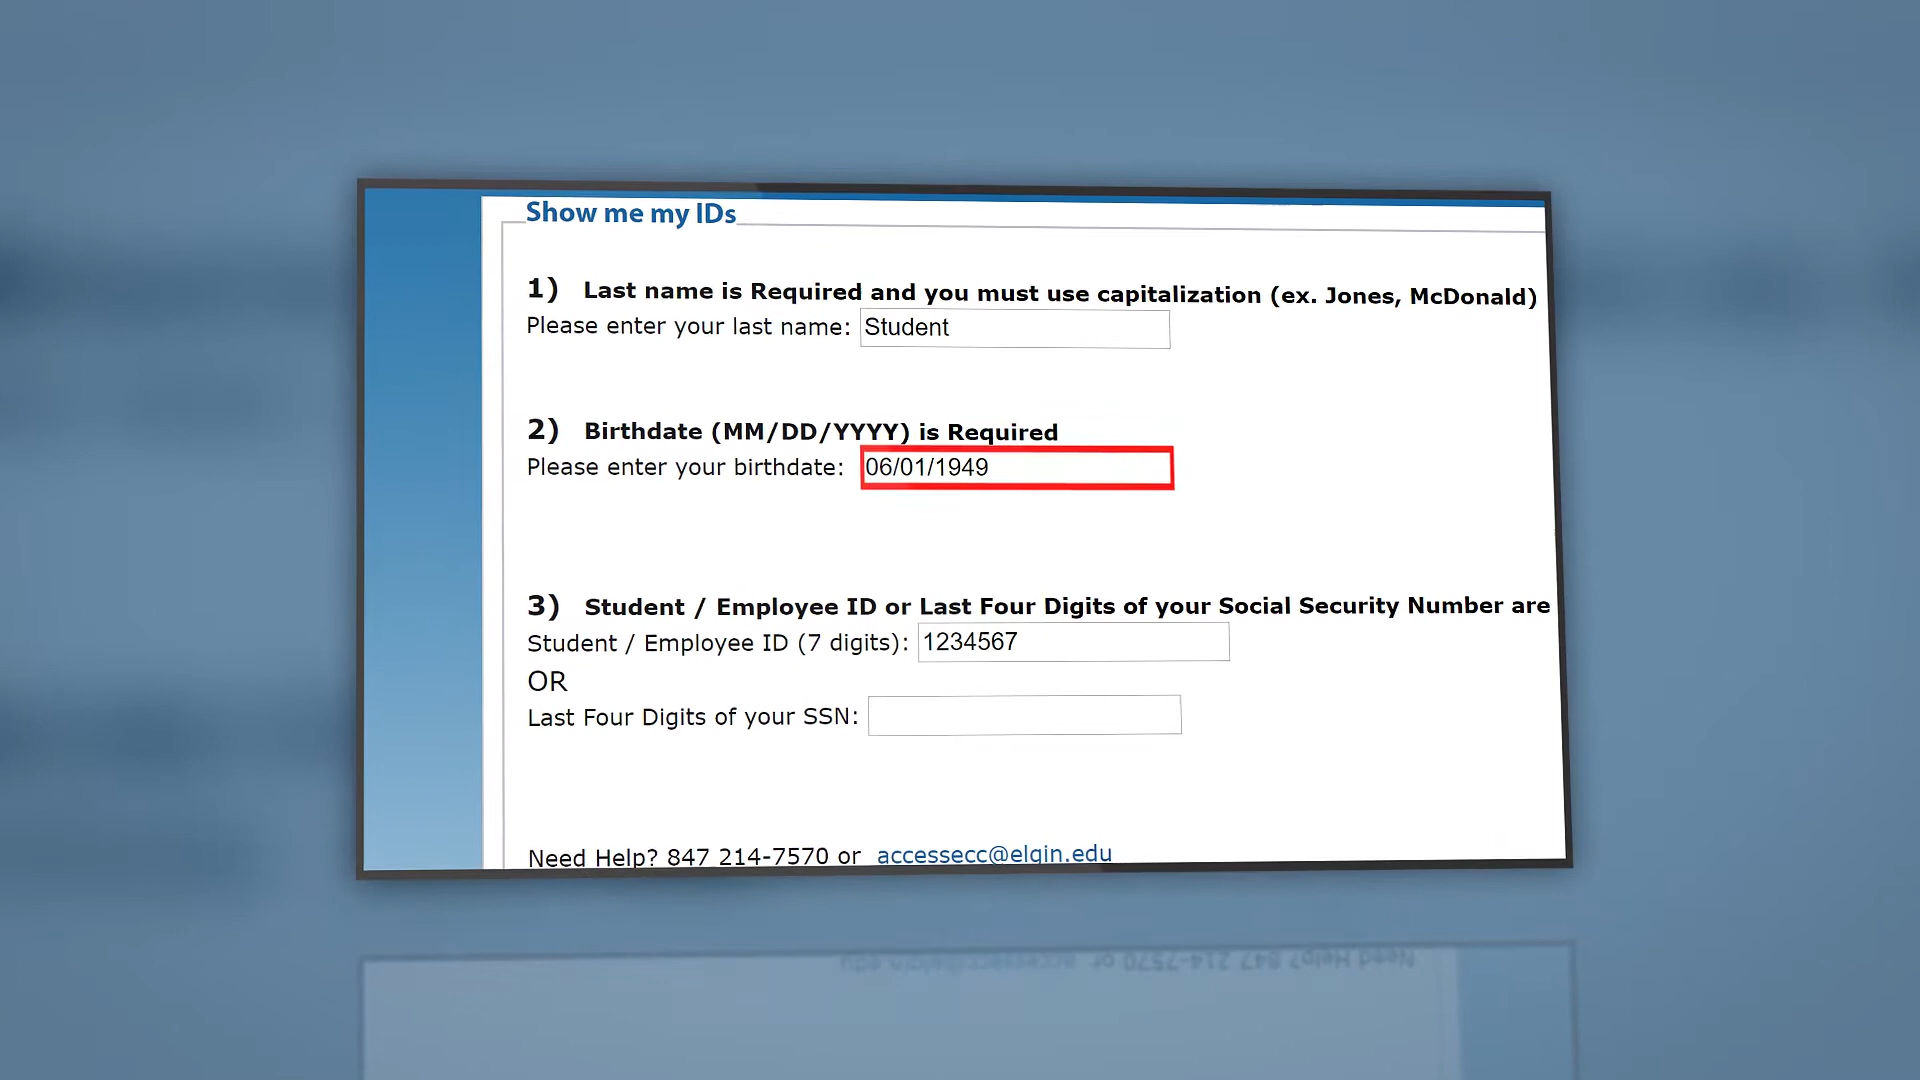 Show me my IDs
1) Last name is Required and you must use capitalization (ex. Jones, McDonald)
Please enter your last name: Student
2) Birthdate (MM/DD/YYYY) is Required
Please enter your birthdate: 06/01/1949
3) Student / Employee ID or Last Four Digits of your Social Security Number are
Student / Employee ID (7 digits): 1234567
OR
Last Four Digits of your SSN:
Need Help? 847 214-7570 or accessecc@elgin.edu